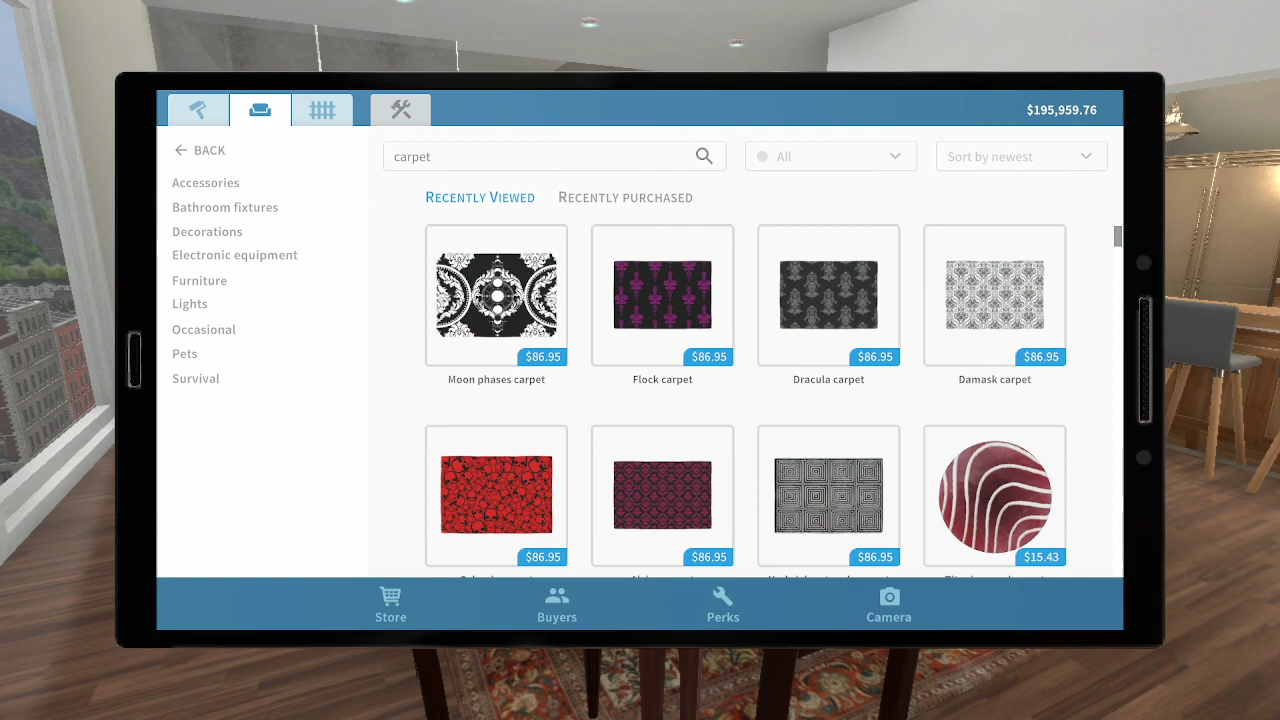 $195,959.76
BACK
Accessories
Bathroom fixtures
Decorations
Electronic equipment
Furniture
Lights
Occasional
Pets
Survival
carpet
All
Sort by newest
RECENTLY VIEWED
RECENTLY PURCHASED
$86.95
$86.95
$86.95
$86.95
Moon phases carpet
Flock carpet
Dracula carpet
Damask carpet
$86.95
$86.95
$86.95
$15.43
Store
Buyers
Perks
Camera